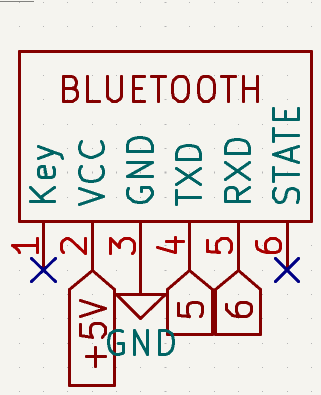 BLUETOOTH
Key
VCC
GND
TXD
RXD
STATE
1
2
3
4
5
6
+5V
GND
5
6